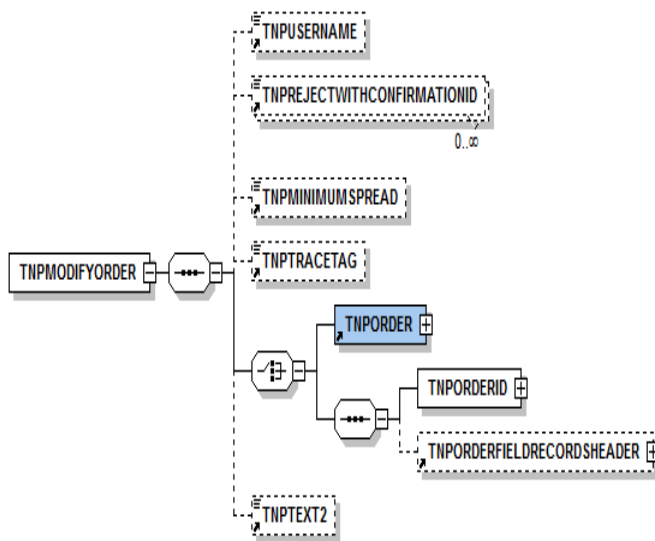 TNPUSERNAME
TNPREJECTWITHCONFIRMATIONID
0..∞
TNPMINIMUMSPREAD
TNPTRACETAG
TNPMODIFYORDER
TNPORDER
TNPORDERID
TNPORDERFIELDRECORDSHEADER
TNPTEXT2